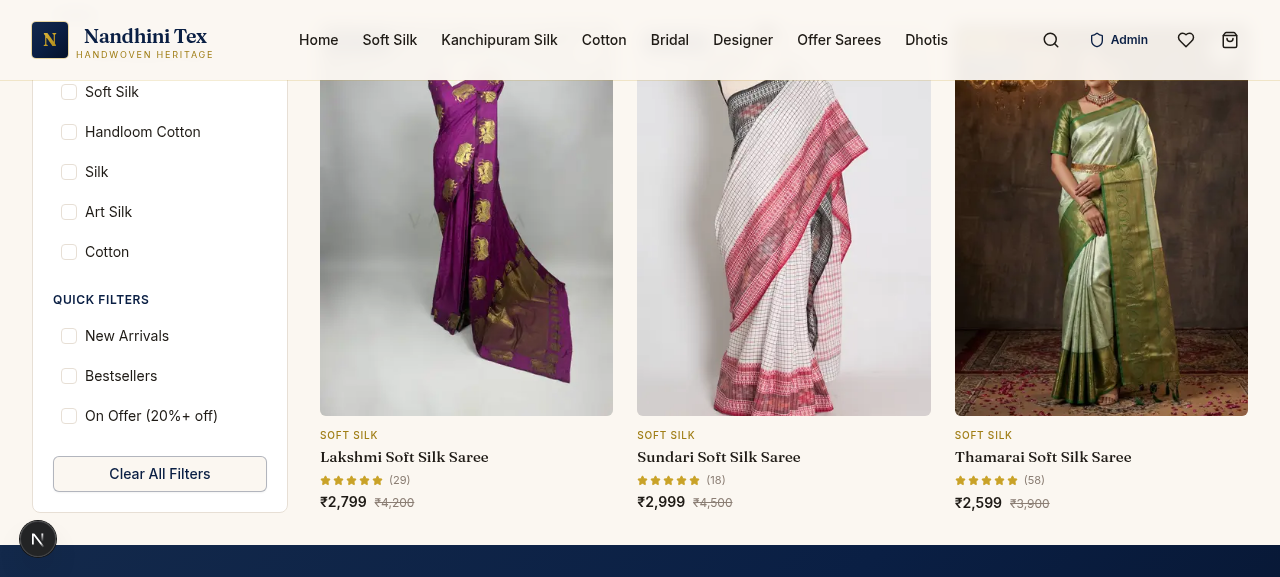 N
Nandhini Tex
HANDWOVEN HERITAGE
Home
Soft Silk
Kanchipuram Silk
Cotton
Bridal
Designer
Offer Sarees
Dhotis
Admin
Soft Silk
Handloom Cotton
Silk
Art Silk
Cotton
QUICK FILTERS
New Arrivals
Bestsellers
On Offer (20%+ off)
Clear All Filters
SOFT SILK
Lakshmi Soft Silk Saree
(29)
₹2,799 ₹4,200
SOFT SILK
Sundari Soft Silk Saree
(18)
₹2,999 ₹4,500
SOFT SILK
Thamarai Soft Silk Saree
(58)
₹2,599 ₹3,900
N